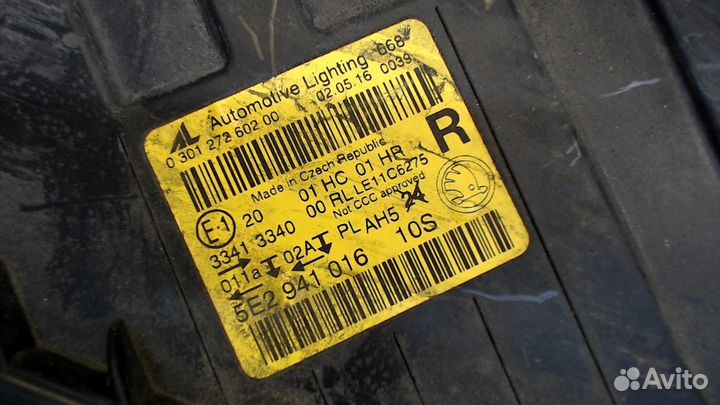 AL Automotive Lighting 668
0 301 272 602 00 02.05.16 0039
Made in Czech Republic
R
E1 20 01 HC 01 HR
00 RL LE11C6275
Not CCC approved
3341 3340 PL AH5 24
011a 02A
5E2 941 016 10S
Avito